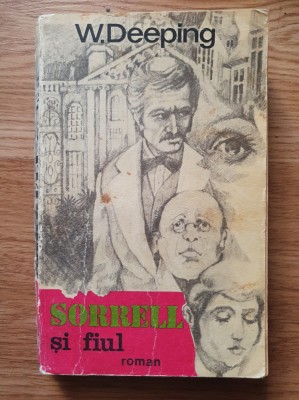 W.Deeping
SORRELL
și fiul
roman